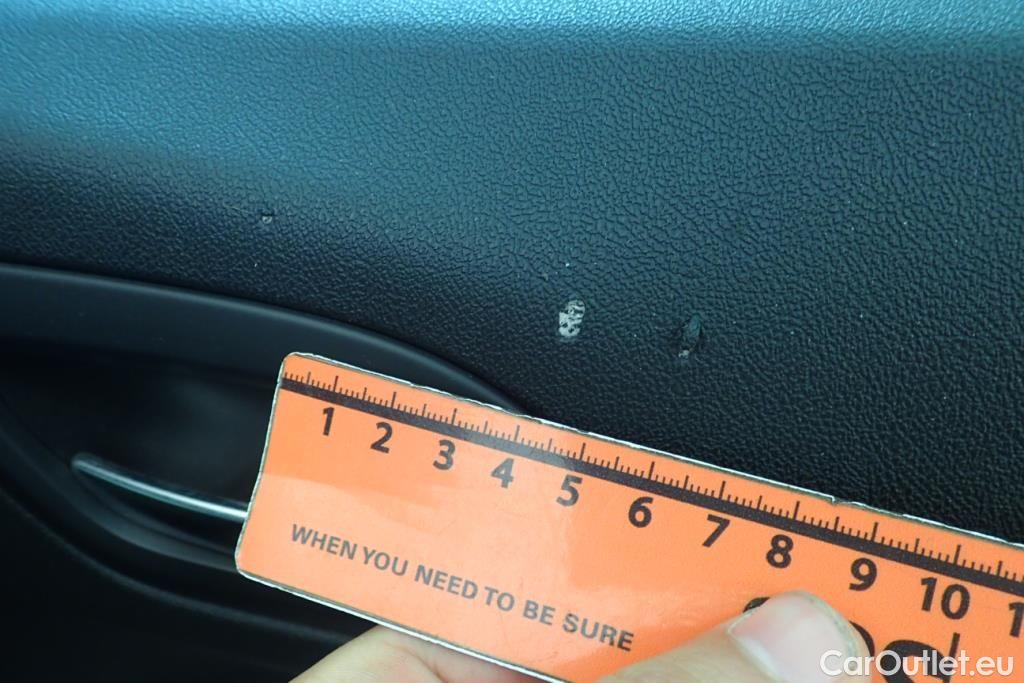 1 2 3 4 5 6 7 8 9 10
WHEN YOU NEED TO BE SURE
CarOutlet.eu